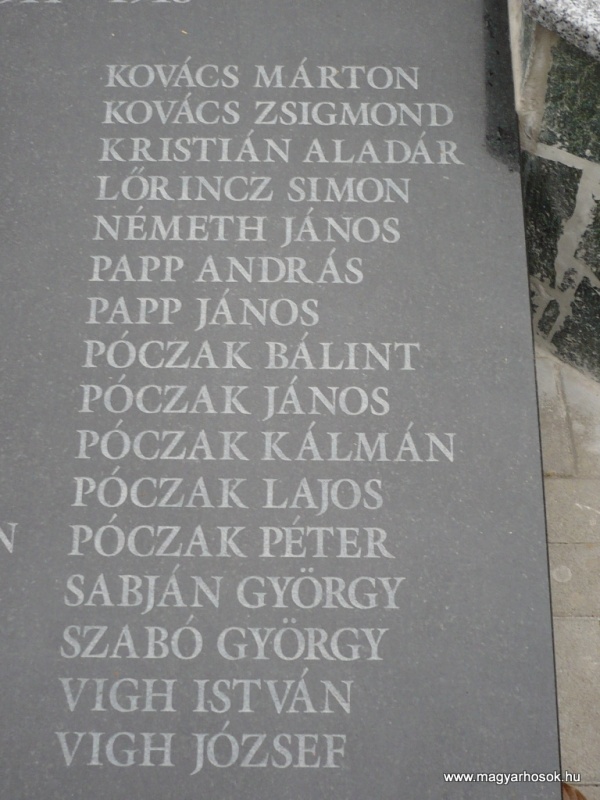 KOVÁCS MÁRTON
KOVÁCS ZSIGMOND
KRISTIÁN ALADÁR
LŐRINCZ SIMON
NÉMETH JÁNOS
PAPP ANDRÁS
PAPP JÁNOS
PÓCZAK BÁLINT
PÓCZAK JÁNOS
PÓCZAK KÁLMÁN
PÓCZAK LAJOS
PÓCZAK PÉTER
SABJÁN GYÖRGY
SZABÓ GYÖRGY
VIGH ISTVÁN
VIGH JÓZSEF
www.magyarhosok.hu